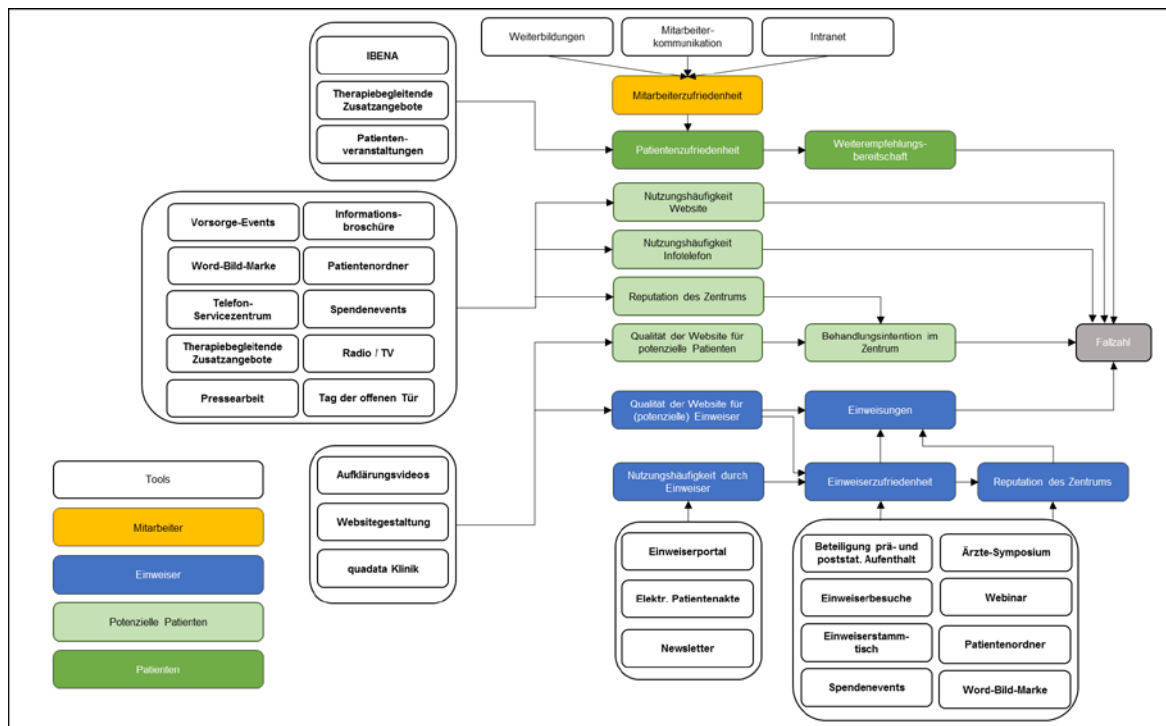 Weiterbildungen
Mitarbeiter-
kommunikation
Intranet
IBENA
Therapiebegleitende
Zusatzangebote
Patienten-
veranstaltungen
Mitarbeiterzufriedenheit
Patientenzufriedenheit
Weiterempfehlungs-
bereitschaft
Vorsorge-Events
Informations-
broschüre
Word-Bild-Marke
Patientenordner
Telefon-
Servicezentrum
Spendenevents
Therapiebegleitende
Zusatzangebote
Radio / TV
Pressearbeit
Tag der offenen Tür
Nutzungshäufigkeit
Website
Nutzungshäufigkeit
Infotelefon
Reputation des Zentrums
Qualität der Website für
potenzielle Patienten
Behandlungsintention im
Zentrum
Fallzahl
Qualität der Website für
(potenzielle) Einweiser
Einweisungen
Nutzungshäufigkeit durch
Einweiser
Einweiserzufriedenheit
Reputation des Zentrums
Aufklärungsvideos
Websitegestaltung
quadata Klinik
Einweiserportal
Elektr. Patientenakte
Newsletter
Beteiligung prä- und
poststat. Aufenthalt
Ärzte-Symposium
Einweiserbesuche
Webinar
Einweiserstamm-
tisch
Patientenordner
Spendenevents
Word-Bild-Marke
Tools
Mitarbeiter
Einweiser
Potenzielle Patienten
Patienten